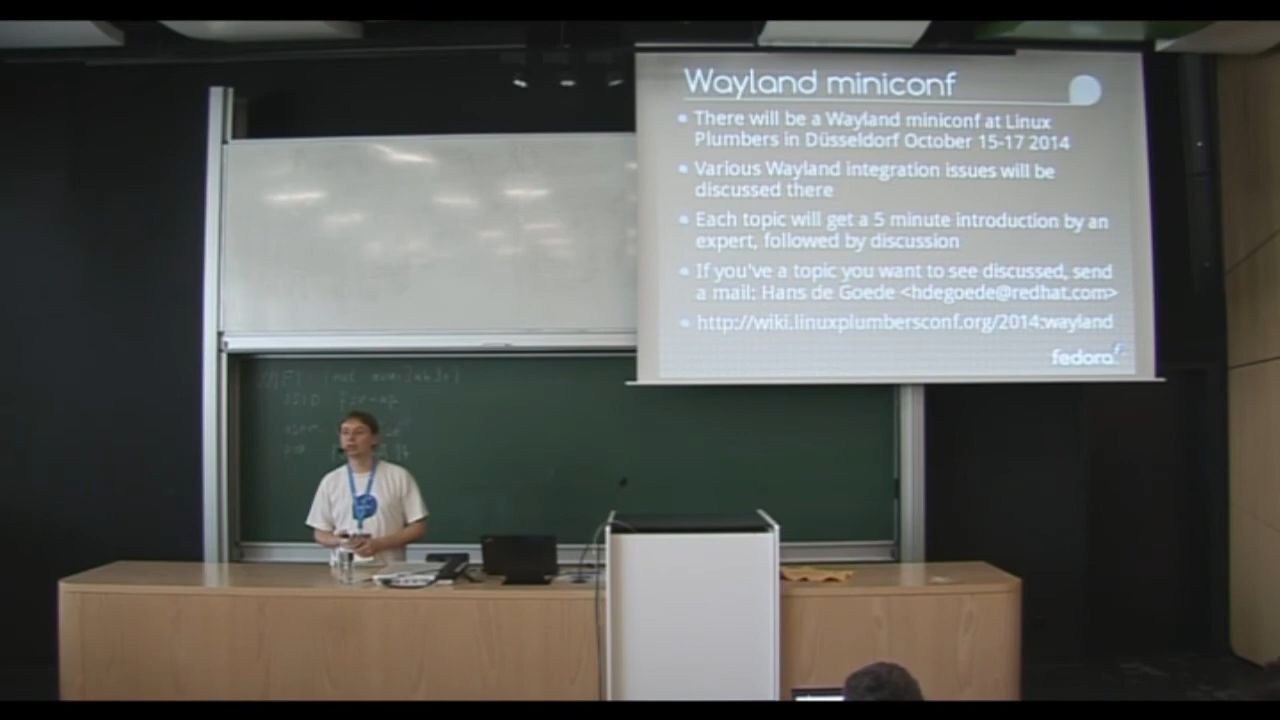 Wayland miniconf
• There will be a Wayland miniconf at Linux
Plumbers in Düsseldorf October 15-17 2014
• Various Wayland integration issues will be
discussed there
• Each topic will get a 5 minute introduction by an
expert, followed by discussion
• If you've a topic you want to see discussed, send
a mail: Hans de Goede <hdegoede@redhat.com>
• http://wiki.linuxplumbersconf.org/2014:wayland
fedora